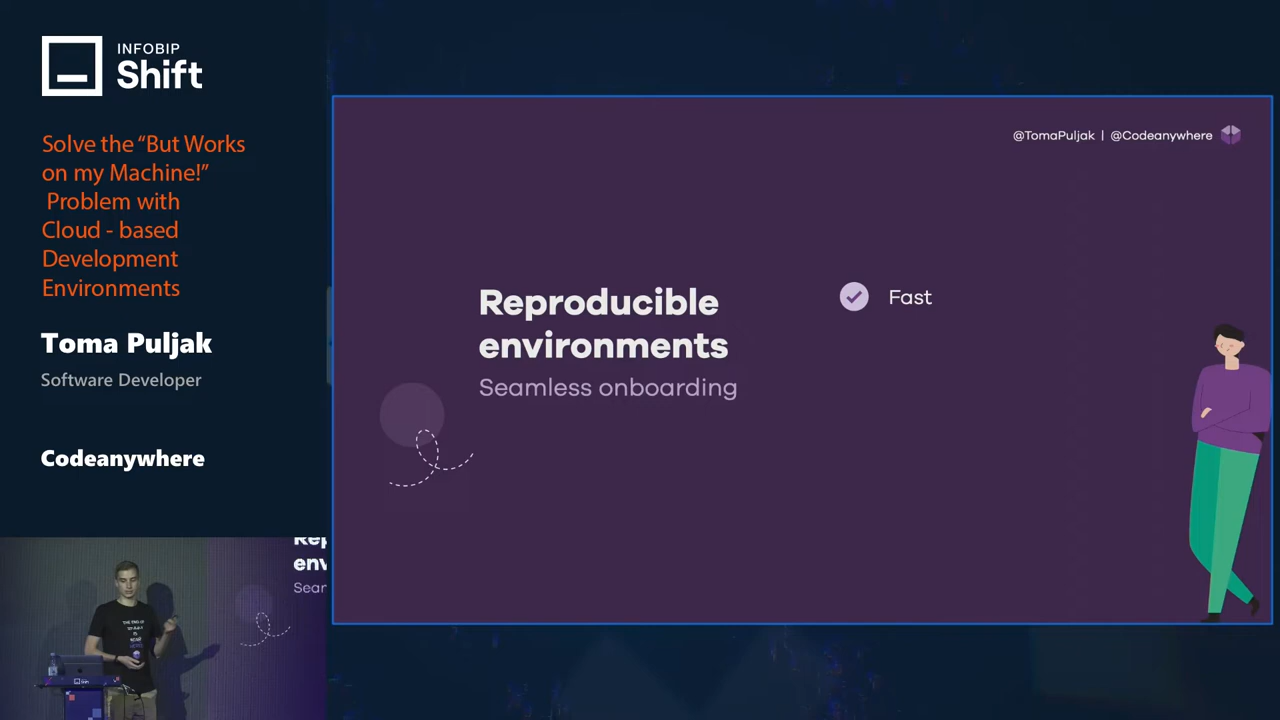 INFOBIP
Shift
Solve the “But Works
on my Machine!”
Problem with
Cloud - based
Development
Environments
Toma Puljak
Software Developer
Codeanywhere
@TomaPuljak | @Codeanywhere
Reproducible
environments
Seamless onboarding
Fast